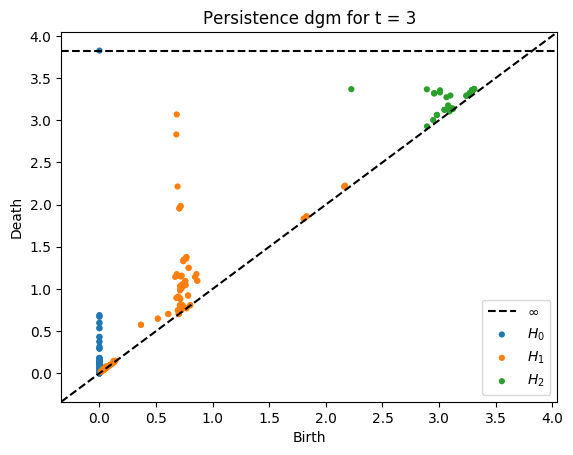 Persistence dgm for t = 3
Death
4.0
3.5
3.0
2.5
2.0
1.5
1.0
0.5
0.0
∞
H₀
H₁
H₂
0.0 0.5 1.0 1.5 2.0 2.5 3.0 3.5 4.0
Birth